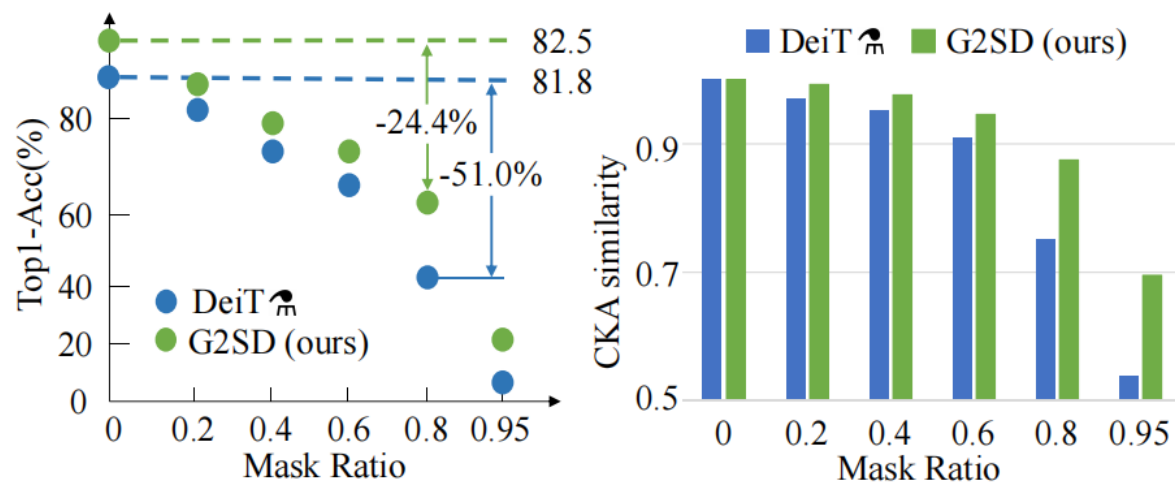 82.5
81.8
-24.4%
-51.0%
Top1-Acc(%)
80
60
40
20
0
DeiT⚗
G2SD (ours)
0 0.2 0.4 0.6 0.8 0.95
Mask Ratio
DeiT⚗ G2SD (ours)
CKA similarity
0.9
0.7
0.5
0 0.2 0.4 0.6 0.8 0.95
Mask Ratio